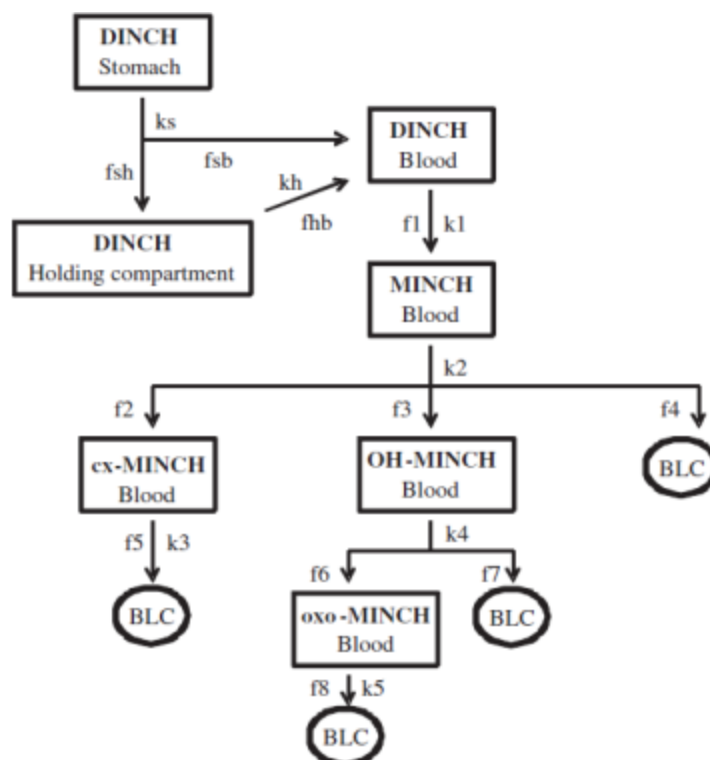 DINCH
Stomach
ks
fsb
fsh
DINCH
Blood
kh
fhb
DINCH
Holding compartment
f1 k1
MINCH
Blood
k2
f2
f3
f4
cx-MINCH
Blood
OH-MINCH
Blood
BLC
f5 k3
k4
f6
f7
BLC
oxo-MINCH
Blood
BLC
f8 k5
BLC